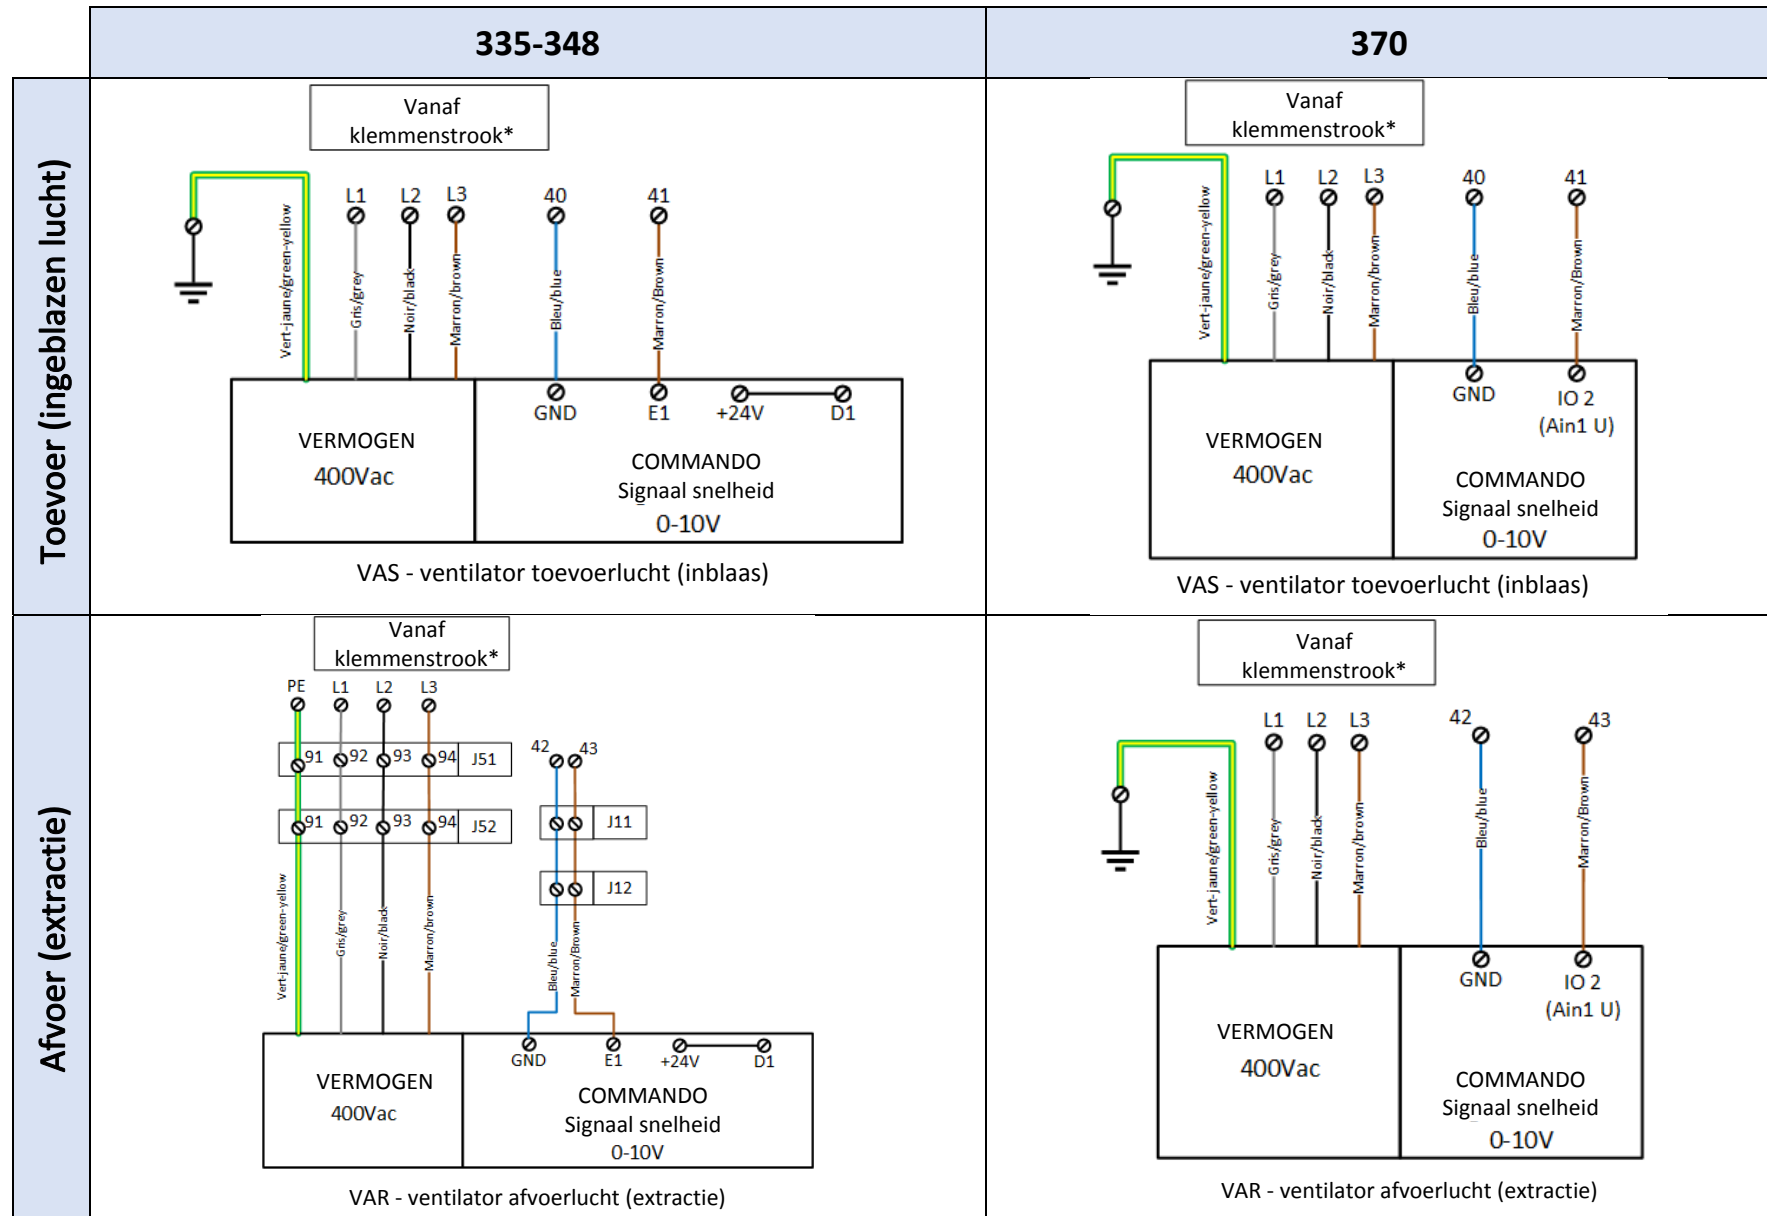 335-348
370
Toevoer (ingeblazen lucht)
Vanaf
klemmenstrook*
L1 L2 L3 40 41
Vert-jaune/green-yellow
Gris/grey
Noir/black
Marron/brown
Bleu/blue
Marron/Brown
GND E1 +24V D1
VERMOGEN
400Vac
COMMANDO
Signaal snelheid
0-10V
VAS - ventilator toevoerlucht (inblaas)
Vanaf
klemmenstrook*
L1 L2 L3 40 41
Vert-jaune/green-yellow
Gris/grey
Noir/black
Marron/brown
Bleu/blue
Marron/Brown
GND IO 2
(Ain1 U)
VERMOGEN
400Vac
COMMANDO
Signaal snelheid
0-10V
VAS - ventilator toevoerlucht (inblaas)
Afvoer (extractie)
Vanaf
klemmenstrook*
PE L1 L2 L3
42 43
91 92 93 94 J51
91 92 93 94 J52
J11
J12
Vert-jaune/green-yellow
Gris/grey
Noir/black
Marron/brown
Bleu/blue
Marron/Brown
GND E1 +24V D1
VERMOGEN
400Vac
COMMANDO
Signaal snelheid
0-10V
VAR - ventilator afvoerlucht (extractie)
Vanaf
klemmenstrook*
L1 L2 L3 42 43
Vert-jaune/green-yellow
Gris/grey
Noir/black
Marron/brown
Bleu/blue
Marron/Brown
GND IO 2
(Ain1 U)
VERMOGEN
400Vac
COMMANDO
Signaal snelheid
0-10V
VAR - ventilator afvoerlucht (extractie)